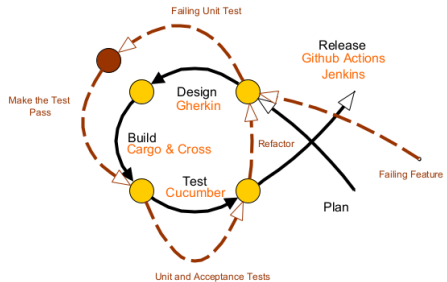 Failing Unit Test
Release
Github Actions
Jenkins
Design
Gherkin
Make the Test
Pass
Build
Cargo & Cross
Refactor
Failing Feature
Test
Cucumber
Plan
Unit and Acceptance Tests